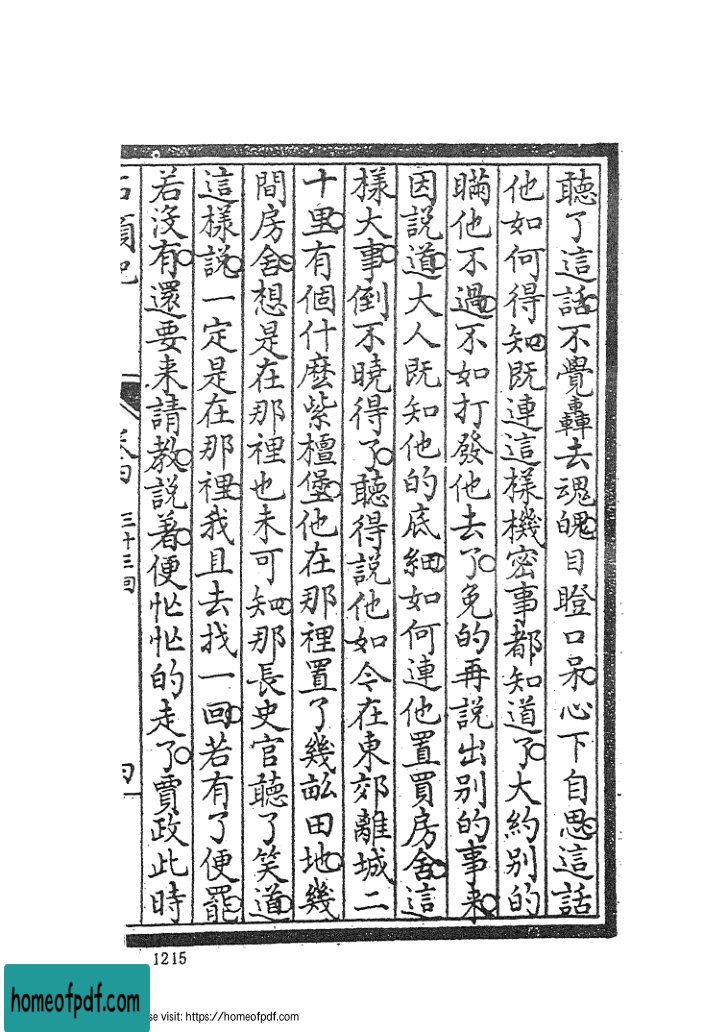 聽了這話不覺轟去魂魄目瞪口呆心下自思這話
他如何得知既連這樣機密事都知道了大約別的
瞞他不過不如打發他去了免的再說出別的事來
因說道大人既知他的底細如何連他置買房舍這
樣大事倒不曉得了聽得說他如今在東郊離城二
十里有個什麼紫檀堡他在那裡置了幾畝田地幾
間房舍想是在那裡也未可知那長史官聽了笑道
這樣說一定是在那裡我且去找一回若有了便罷
若沒有還要来請教說着便忙忙的走了賈政此時
三十三回
1215
homeofpdf.com
se visit: https://homeofpdf.com